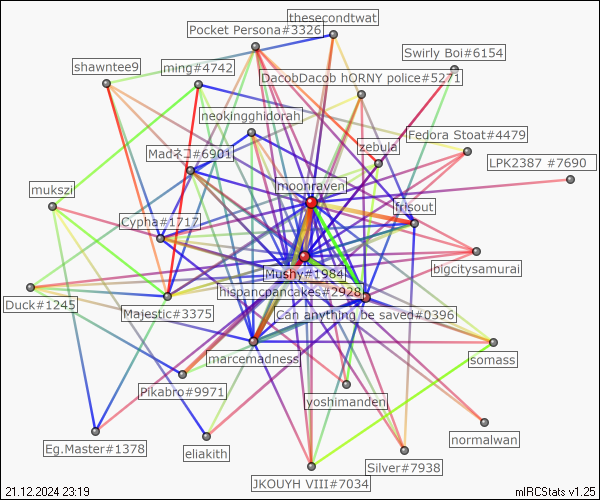 thesecondtwat
Pocket Persona#3326
Swirly Boi#6154
shawntee9
ming#4742
DacobDacob hORNY police#5271
neokingghidorah
Fedora Stoat#4479
zebula
Madネコ#6901
LPK2387 #7690
moonraven
mukszi
frisout
Cypha#1717
bigcitysamurai
Mushy#1984
hispancpancakes#2928
Duck#1245
Majestic#3375
Can anything be saved#0396
marcemadness
somass
Pikabro#9971
yoshimanden
normalwan
Eg.Master#1378
eliakith
Silver#7938
JKOUYH VIII#7034
21.12.2024 23:19
mIRCStats v1.25